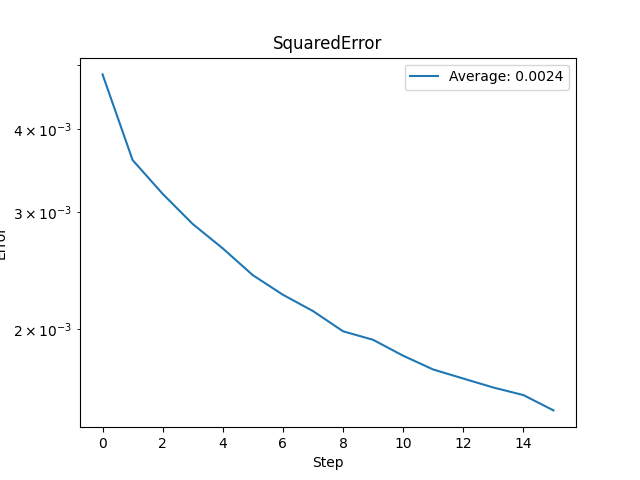 SquaredError
Average: 0.0024
4 × 10⁻³
3 × 10⁻³
2 × 10⁻³
Error
0 2 4 6 8 10 12 14
Step